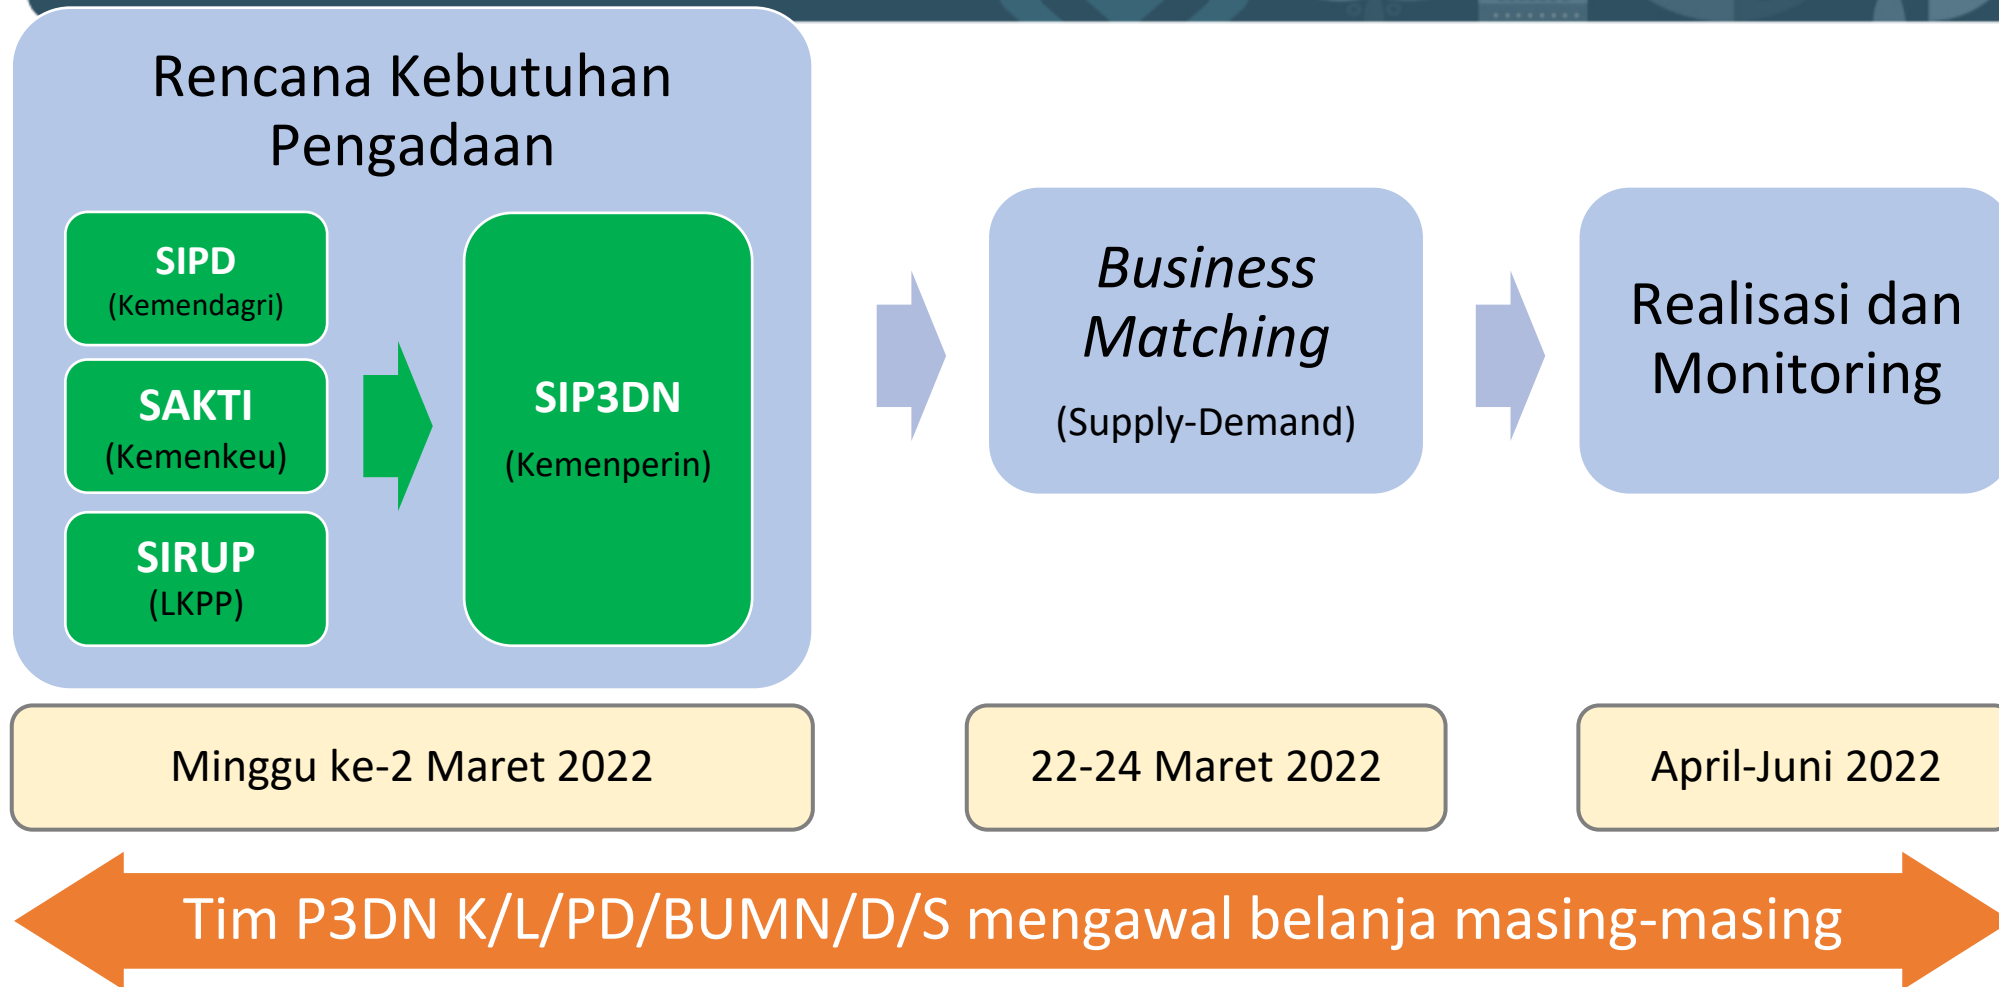 Rencana Kebutuhan
Pengadaan
SIPD
(Kemendagri)
SAKTI
(Kemenkeu)
SIRUP
(LKPP)
SIP3DN
(Kemenperin)
Business
Matching
(Supply-Demand)
Realisasi dan
Monitoring
Minggu ke-2 Maret 2022
22-24 Maret 2022
April-Juni 2022
Tim P3DN K/L/PD/BUMN/D/S mengawal belanja masing-masing